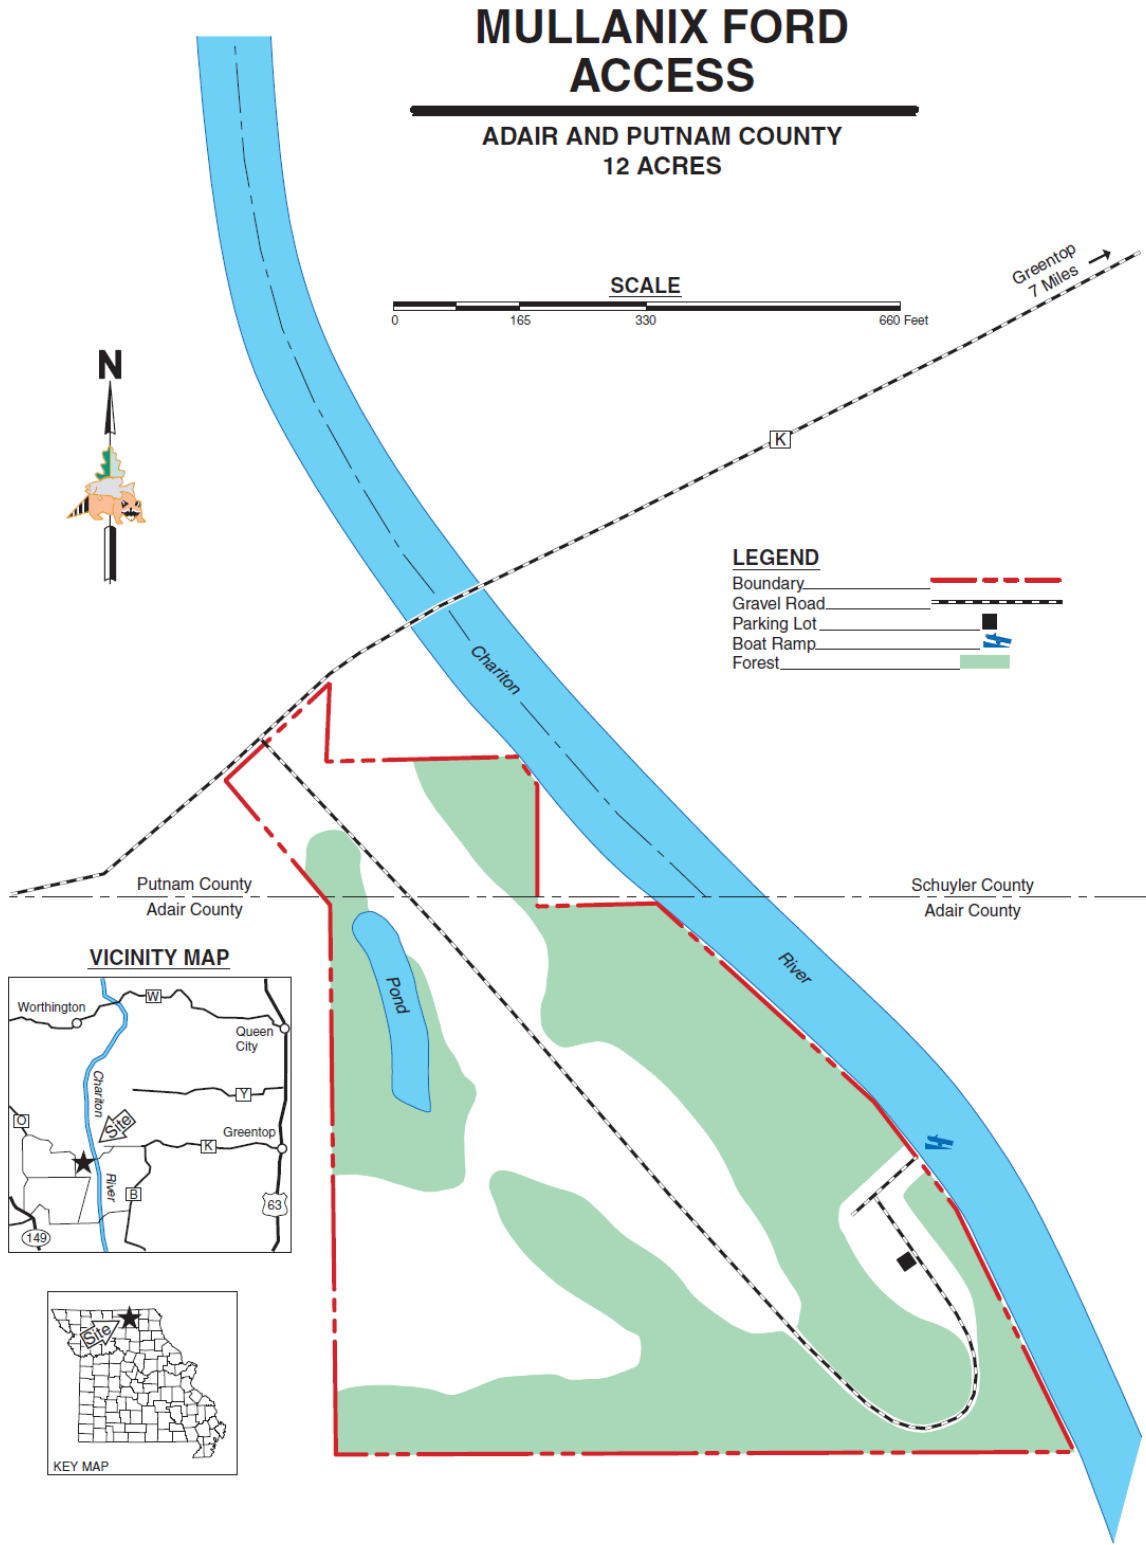 MULLANIX FORD
ACCESS
ADAIR AND PUTNAM COUNTY
12 ACRES
Greentop
7 Miles
SCALE
0 165 330 660 Feet
N
K
LEGEND
Boundary
Gravel Road
Parking Lot
Boat Ramp
Forest
Chariton
Putnam County
Adair County
Schuyler County
Adair County
River
Pond
VICINITY MAP
Worthington
W
Queen
City
Chariton
Y
O
Site
Greentop
K
River
B
63
149
Site
KEY MAP